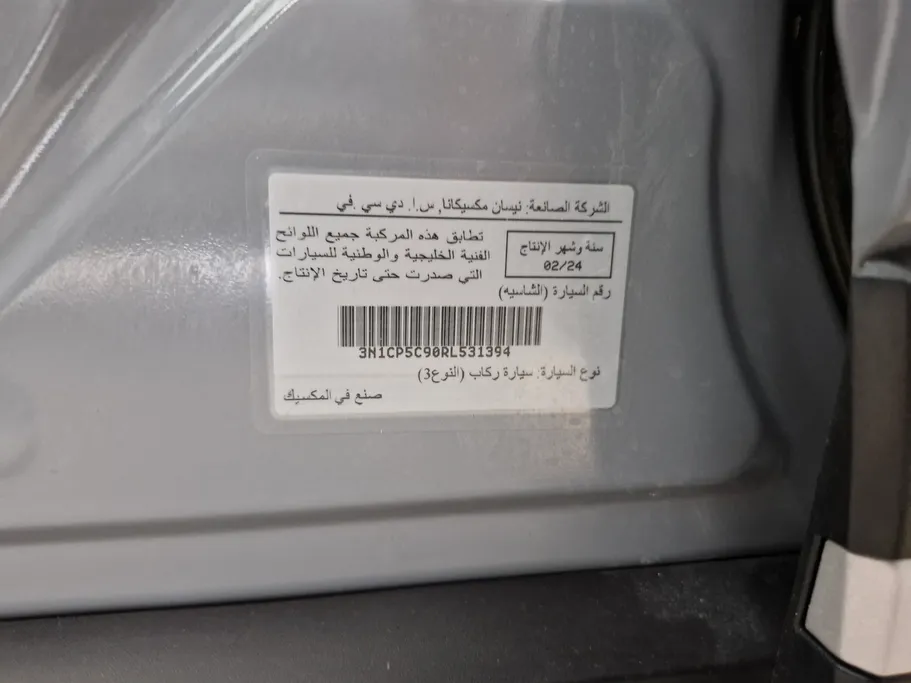 الشركة الصانعة: نيسان مكسيكانا, س.ا. دي سي .في
سنة وشهر الإنتاج
02/24
تطابق هذه المركبة جميع اللوائح
الفنية الخليجية والوطنية للسيارات
التي صدرت حتى تاريخ الإنتاج.
رقم السيارة (الشاسيه)
3N1CP5C90RL531394
نوع السيارة: سيارة ركاب (النوع3)
صنع في المكسيك